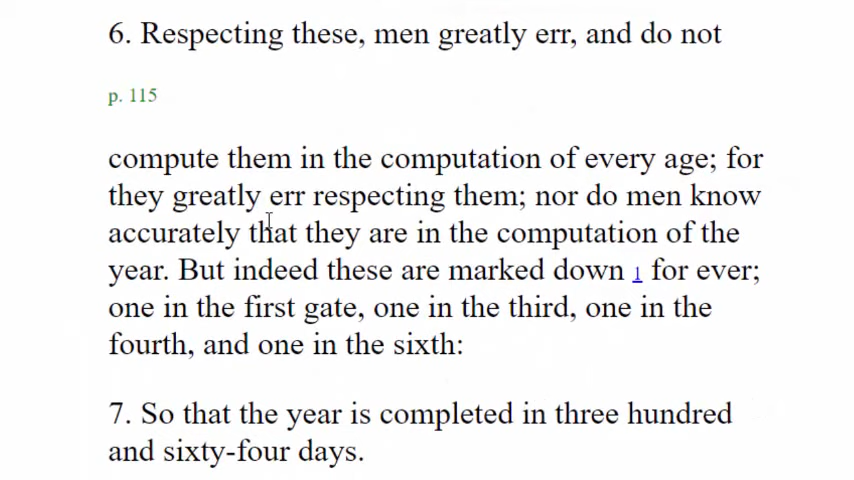 6. Respecting these, men greatly err, and do not
p. 115
compute them in the computation of every age; for
they greatly err respecting them; nor do men know
accurately that they are in the computation of the
year. But indeed these are marked down 1 for ever;
one in the first gate, one in the third, one in the
fourth, and one in the sixth:
7. So that the year is completed in three hundred
and sixty-four days.